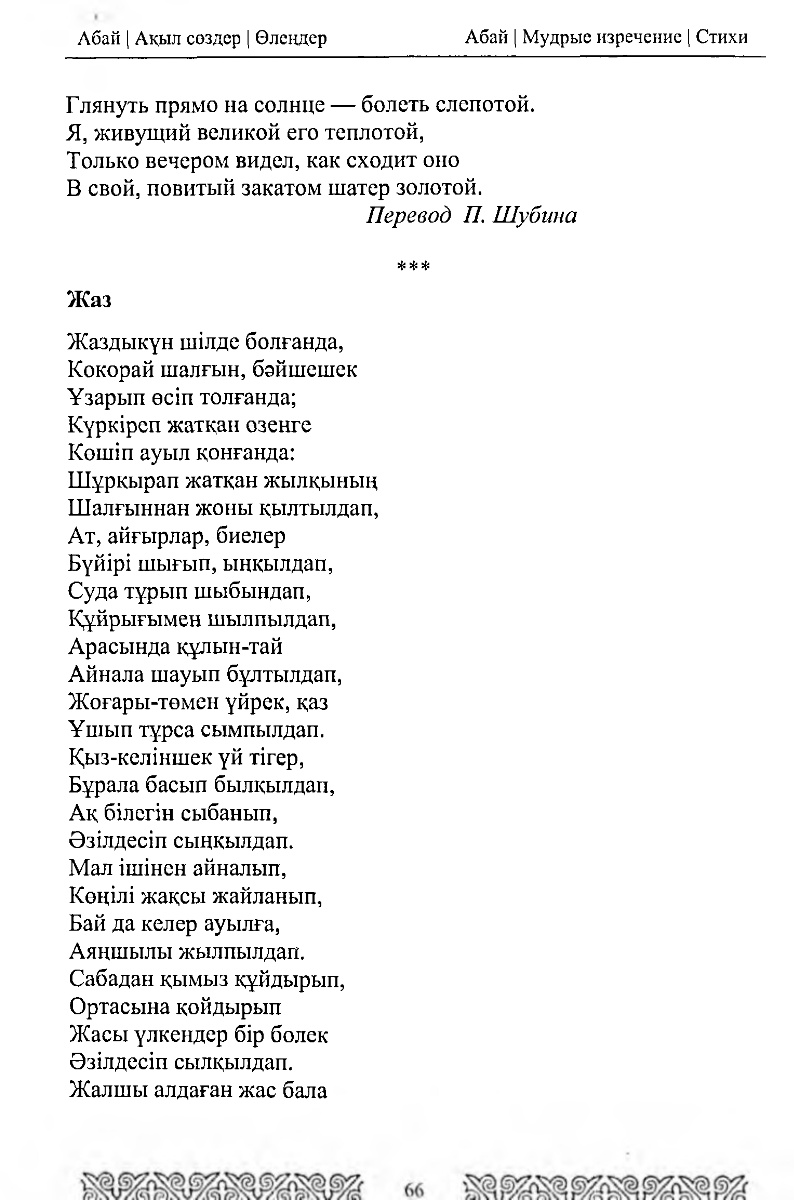 Абай | Ақыл сөздер | Өлеңдер
Абай | Мудрые изречение | Стихи
Глянуть прямо на солнце — болеть слепотой.
Я, живущий великой его теплотой,
Только вечером видел, как сходит оно
В свой, повитый закатом шатер золотой.
Перевод П. Шубина
***
Жаз
Жаздыкүн шілде болғанда,
Кокорай шалғын, бәйшешек
Ұзарып өсіп толғанда;
Күркіреп жатқан озенге
Кошіп ауыл қонғанда:
Шұрқырап жатқан жылқының
Шалғыннан жоны қылтылдап,
Ат, айғырлар, биелер
Бүйірі шығып, ыңқылдап,
Суда тұрып шыбындап,
Құйрығымен шылпылдап,
Арасында құлын-тай
Айнала шауып бұлтылдап,
Жоғары-төмен үйрек, қаз
Ұшып тұрса сымпылдап.
Қыз-келіншек үй тігер,
Бұрала басып былқылдап,
Ақ білегін сыбанып,
Әзілдесіп сыңқылдап.
Мал ішінен айналып,
Көңілі жақсы жайланып,
Бай да келер ауылға,
Аяңшылы жылпылдап.
Сабадан қымыз құйдырып,
Ортасына қойдырып
Жасы үлкендер бір болек
Әзілдесіп сылқылдап.
Жалшы алдаған жас бала
66